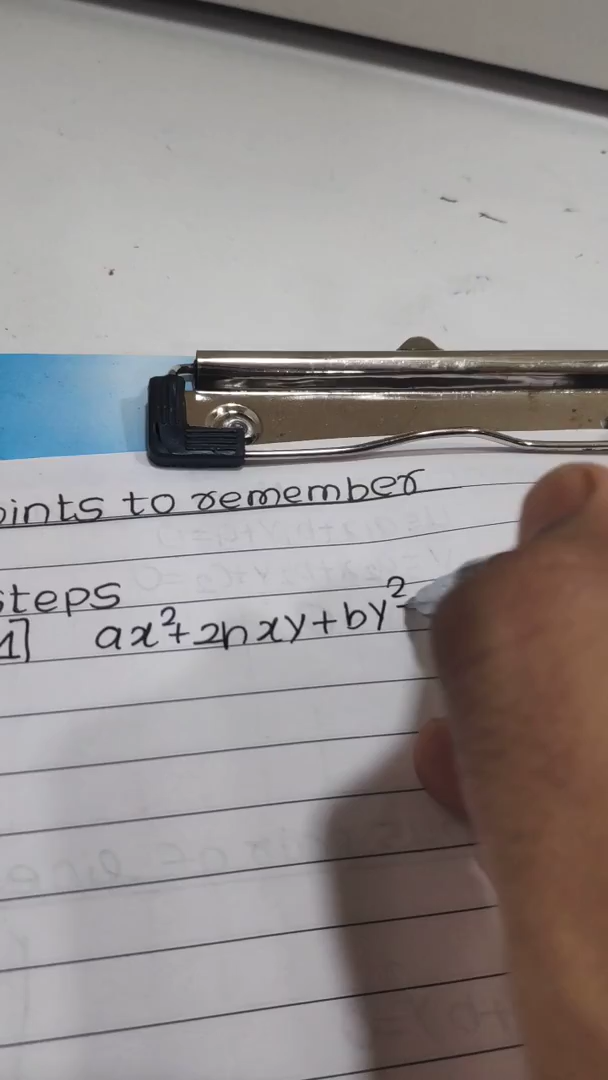 oints to remember
steps
1] ax²+2hxy+by²